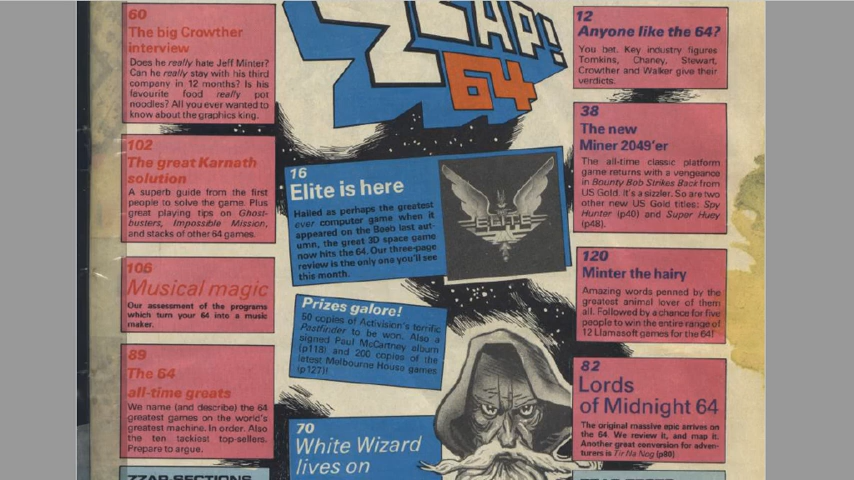 60
The big Crowther
interview
Does he really hate Jeff Minter?
Can he really stay with his third
company in 12 months? Is his
favourite food really pot
noodles? All you ever wanted to
know about the graphics king.
102
The great Karnath
solution
A superb guide from the first
people to solve the game. Plus
great playing tips on Ghost-
busters, Impossible Mission,
and stacks of other 64 games.
106
Musical magic
Our assessment of the programs
which turn your 64 into a music
maker.
89
The 64
all-time greats
We name (and describe) the 64
greatest games on the world's
greatest machine. In order. Also
the ten tackiest top-sellers.
Prepare to argue.
ZZAP!
64
16
Elite is here
Hailed as perhaps the greatest
ever computer game when it
appeared on the Beeb last aut-
umn, the great 3D space game
now hits the 64. Our three-page
review is the only one you'll see
this month.
ELITE
Prizes galore!
50 copies of Activision's terrific
Pastfinder to be won. Also a
signed Paul McCartney album
(p118) and 200 copies of the
latest Melbourne House games
(p127)!
70
White Wizard
lives on
12
Anyone like the 64?
You bet. Key industry figures
Tomkins, Chaney, Stewart,
Crowther and Walker give their
verdicts.
38
The new
Miner 2049'er
The all-time classic platform
game returns with a vengeance
in Bounty Bob Strikes Back from
US Gold. It's a sizzler. So are two
other new US Gold titles: Spy
Hunter (p40) and Super Huey
(p48).
120
Minter the hairy
Amazing words penned by the
greatest animal lover of them
all. Followed by a chance for five
people to win the entire range of
12 Llamasoft games for the 64!
82
Lords
of Midnight 64
The original massive epic arrives on
the 64. We review it, and map it.
Another great conversion for adven-
turers is Tir Na Nog (p80).